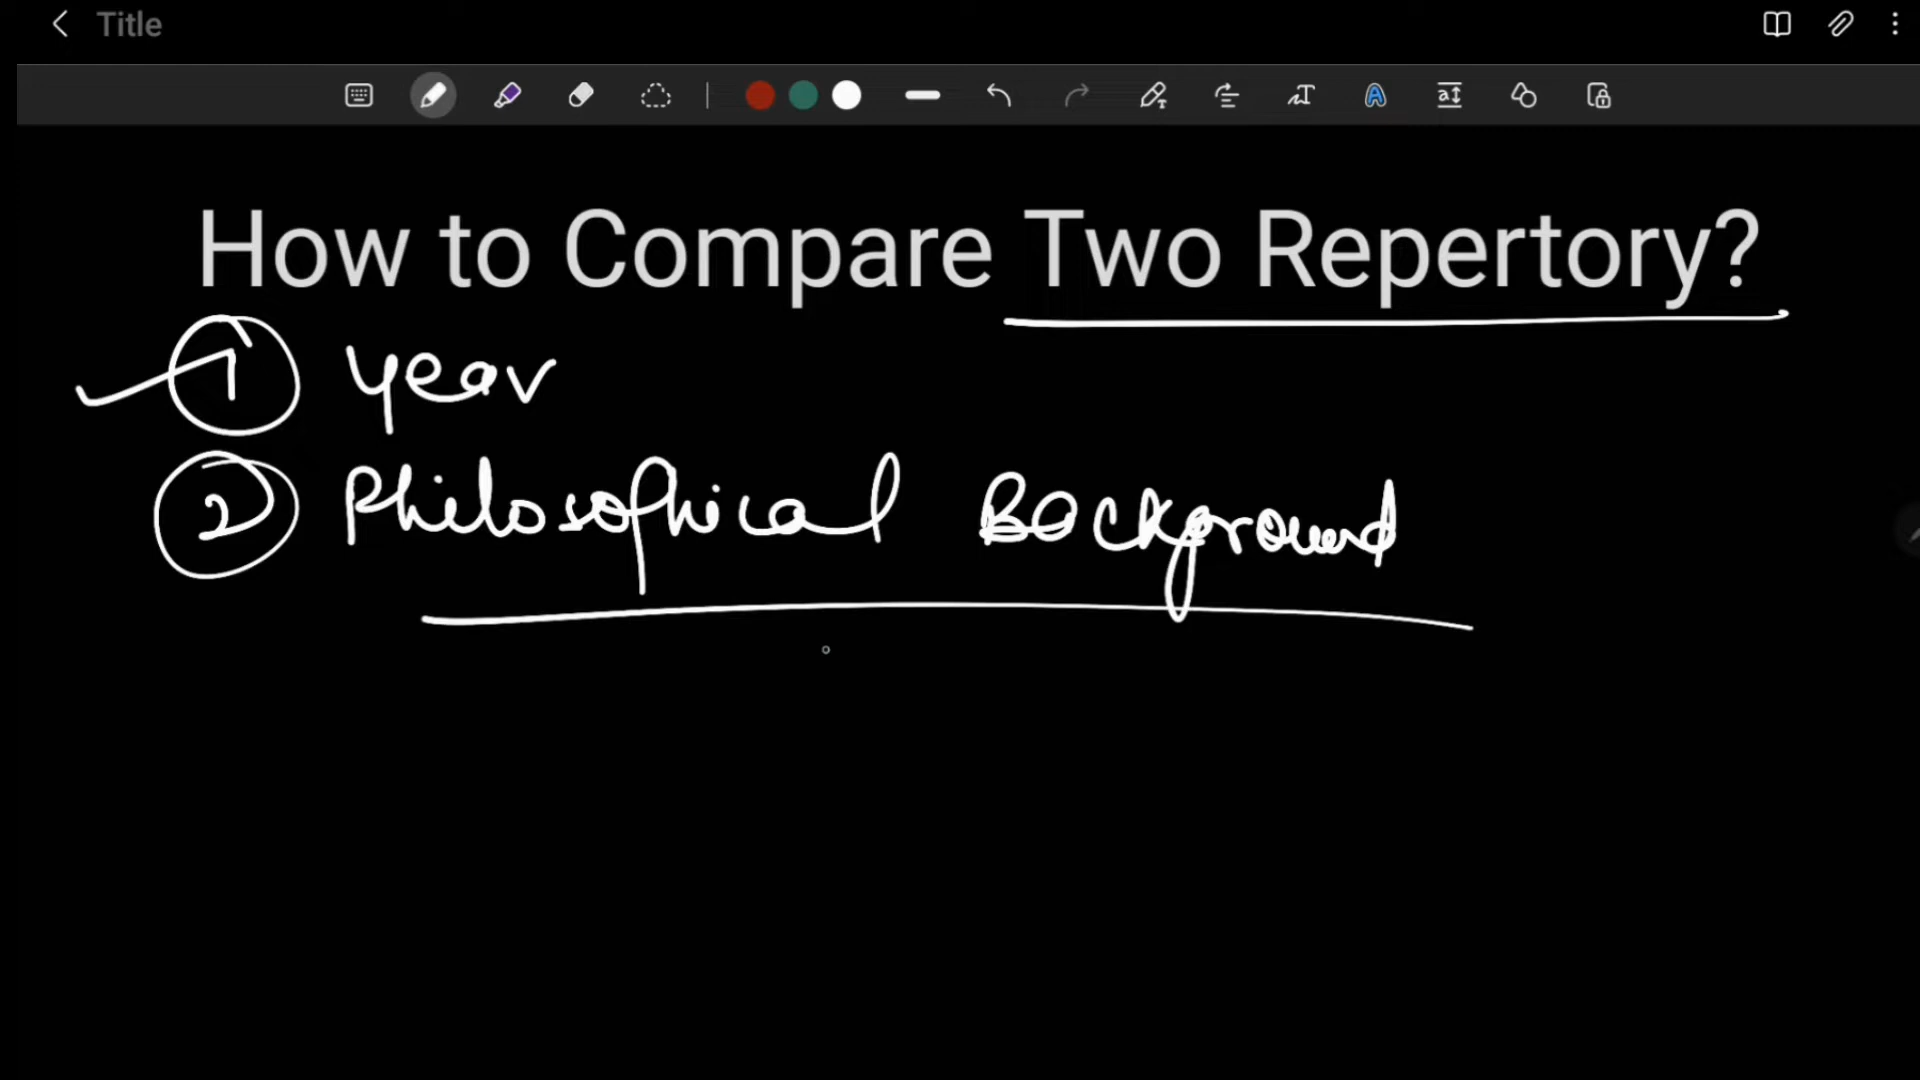 Title
How to Compare Two Repertory?
① Year
② Philosophical Background